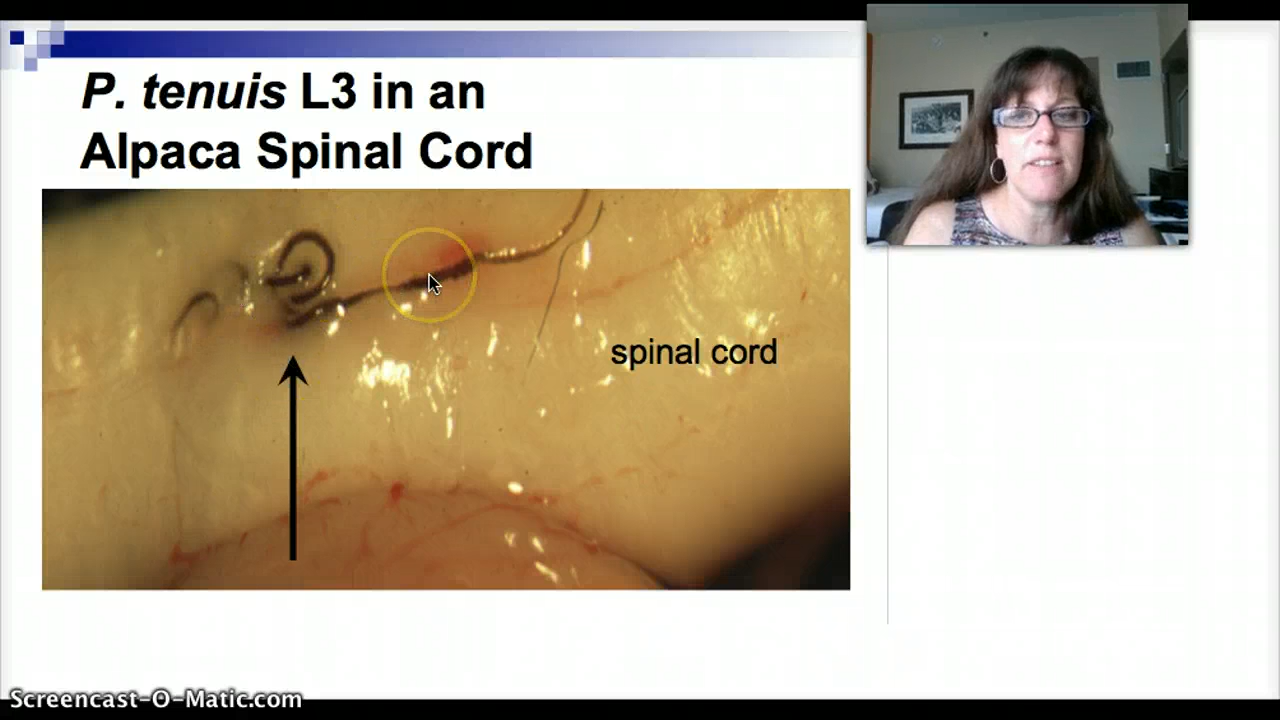 P. tenuis L3 in an
Alpaca Spinal Cord
spinal cord
Screencast-O-Matic.com